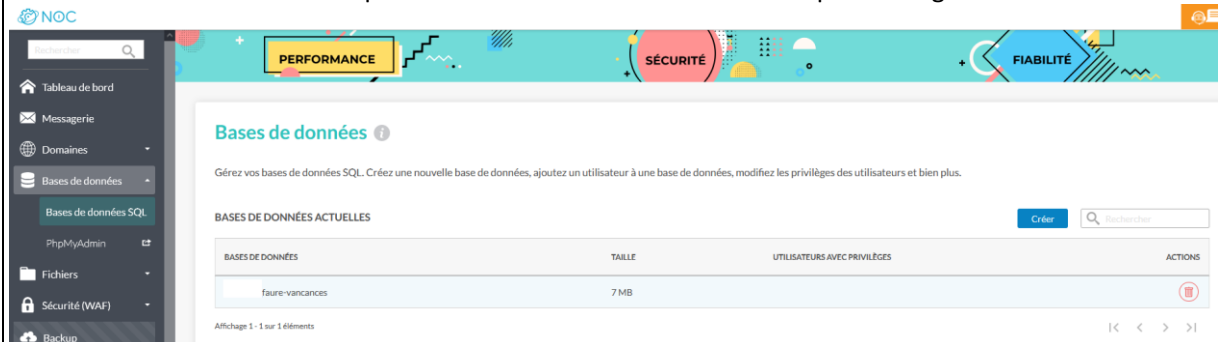 NOC
Rechercher
PERFORMANCE
SÉCURITÉ
FIABILITÉ
Tableau de bord
Messagerie
Domaines
Bases de données
Bases de données SQL
PhpMyAdmin
Fichiers
Sécurité (WAF)
Backup
Bases de données
Gérez vos bases de données SQL. Créez une nouvelle base de données, ajoutez un utilisateur à une base de données, modifiez les privilèges des utilisateurs et bien plus.
BASES DE DONNÉES ACTUELLES
Créer
Rechercher
BASES DE DONNÉES TAILLE UTILISATEURS AVEC PRIVILÈGES ACTIONS
faure-vancances 7 MB
Affichage 1 - 1 sur 1 éléments